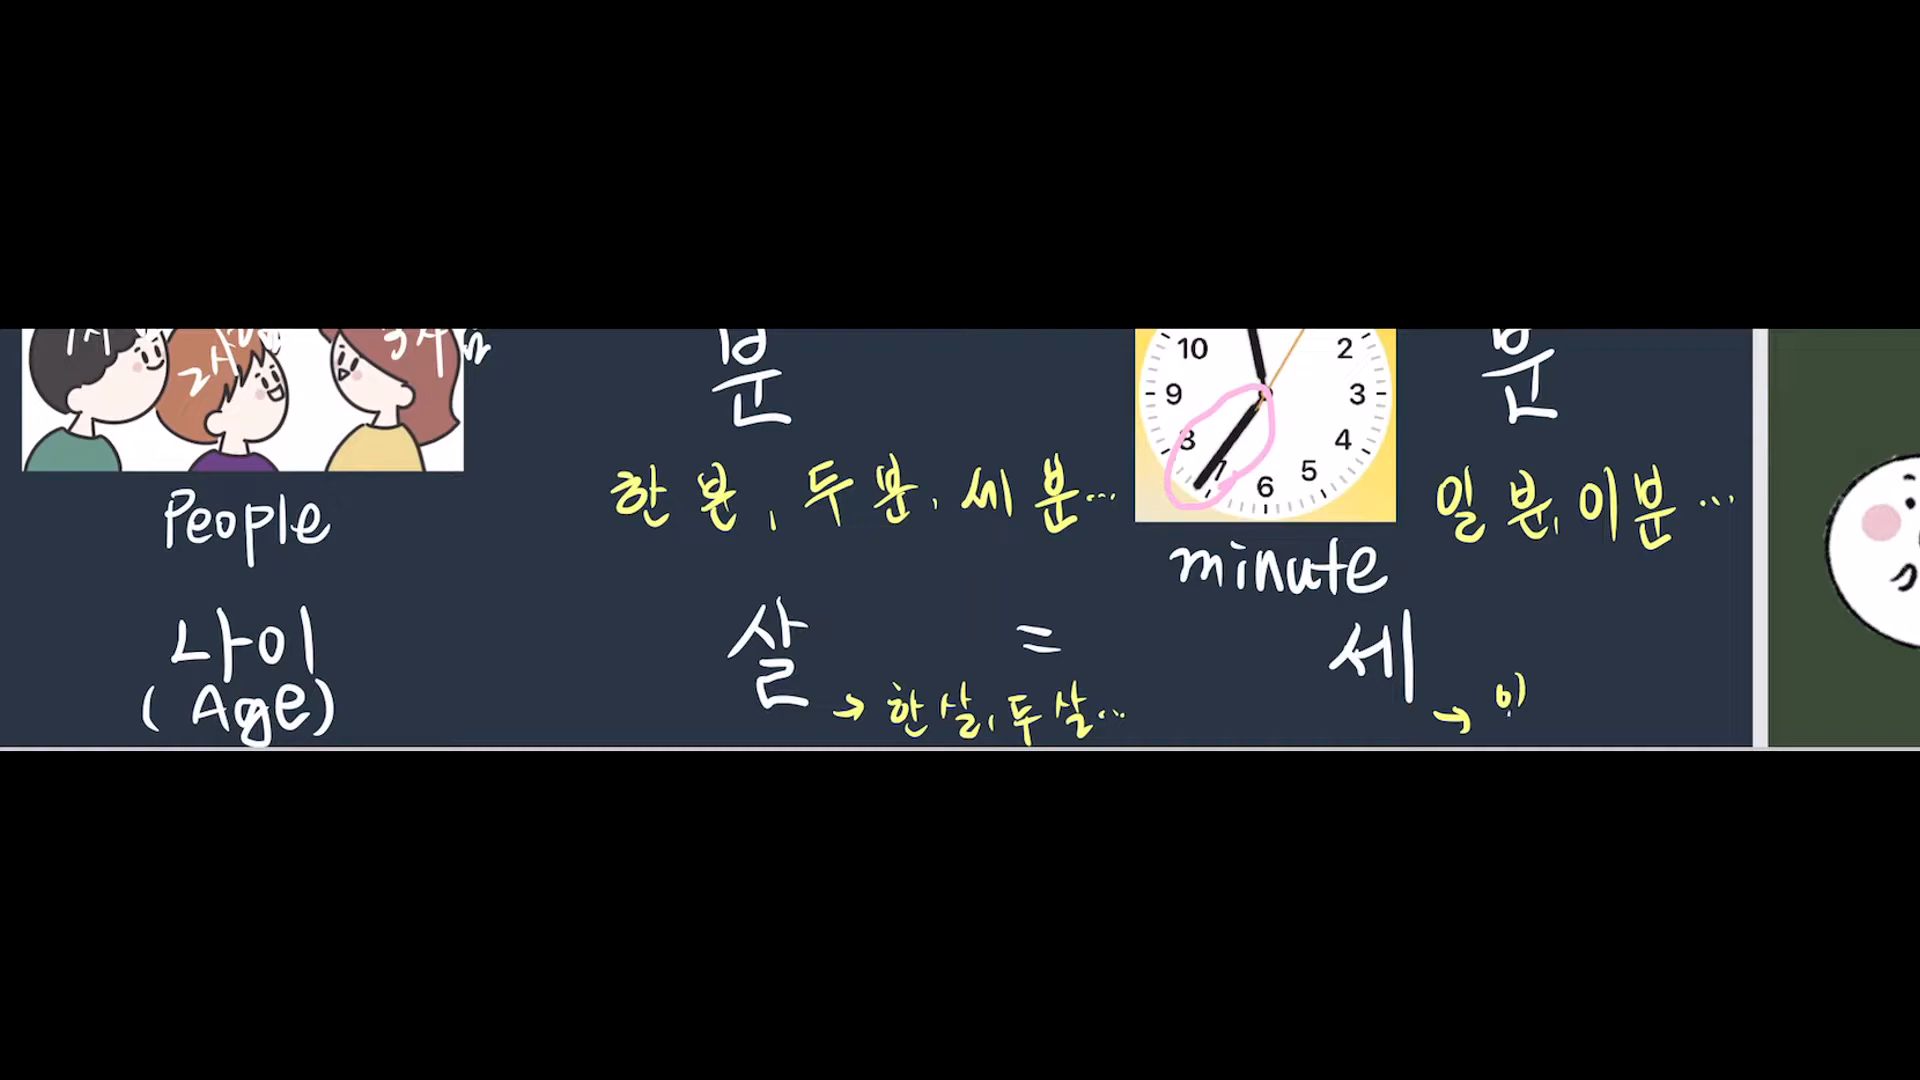 분
분
10 2
9 3
8 4
7 6 5
한 분, 두 분, 세 분...
일 분, 이 분...
People
minute
나이 살 = 세
(Age) → 한 살, 두 살... →